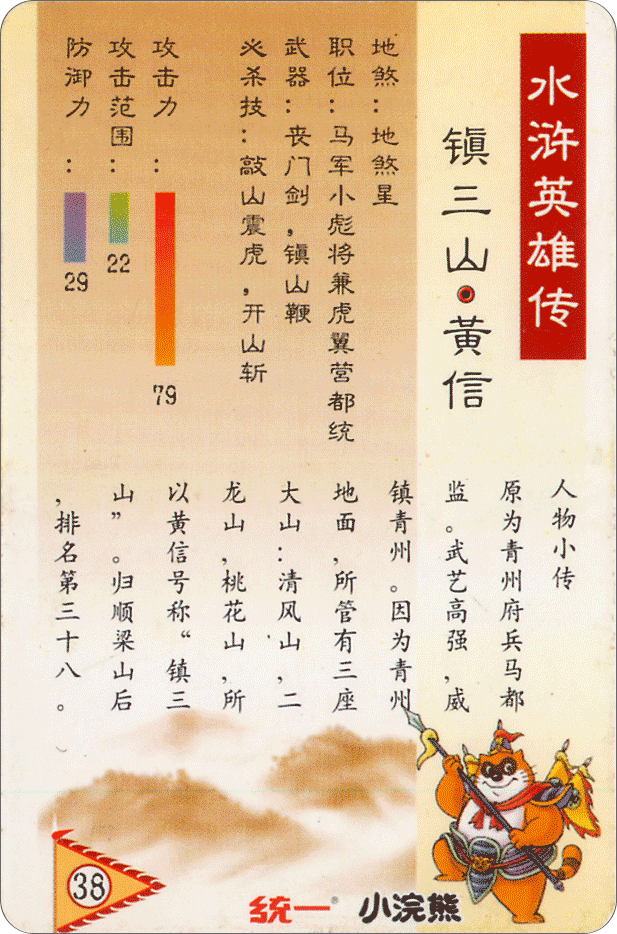 水浒英雄传
镇三山·黄信
地煞：地煞星
职位：马军小彪将兼虎翼营都统
武器：丧门剑，镇山鞭
必杀技：敲山震虎，开山斩
攻击力：
79
攻击范围：
22
防御力：
29
人物小传
原为青州府兵马都
监。武艺高强，威
镇青州。因为青州
地面，所管有三座
大山：清风山，二
龙山，桃花山，所
以黄信号称“镇三
山”。归顺梁山后
，排名第三十八。
38
统一® 小浣熊